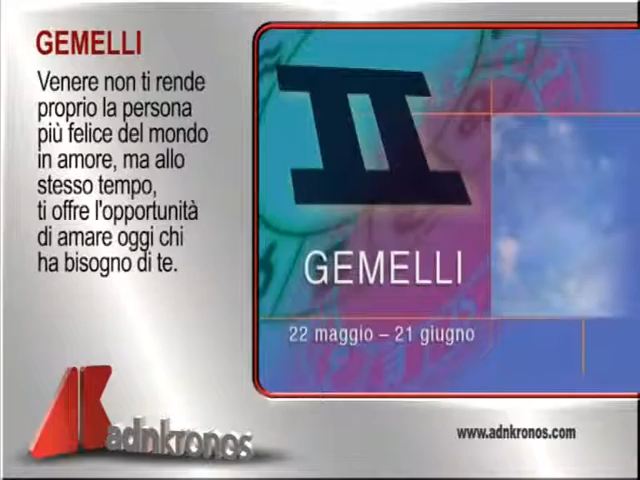 GEMELLI
Venere non ti rende
proprio la persona
più felice del mondo
in amore, ma allo
stesso tempo,
ti offre l'opportunità
di amare oggi chi
ha bisogno di te.
GEMELLI
22 maggio – 21 giugno
adnkronos
www.adnkronos.com